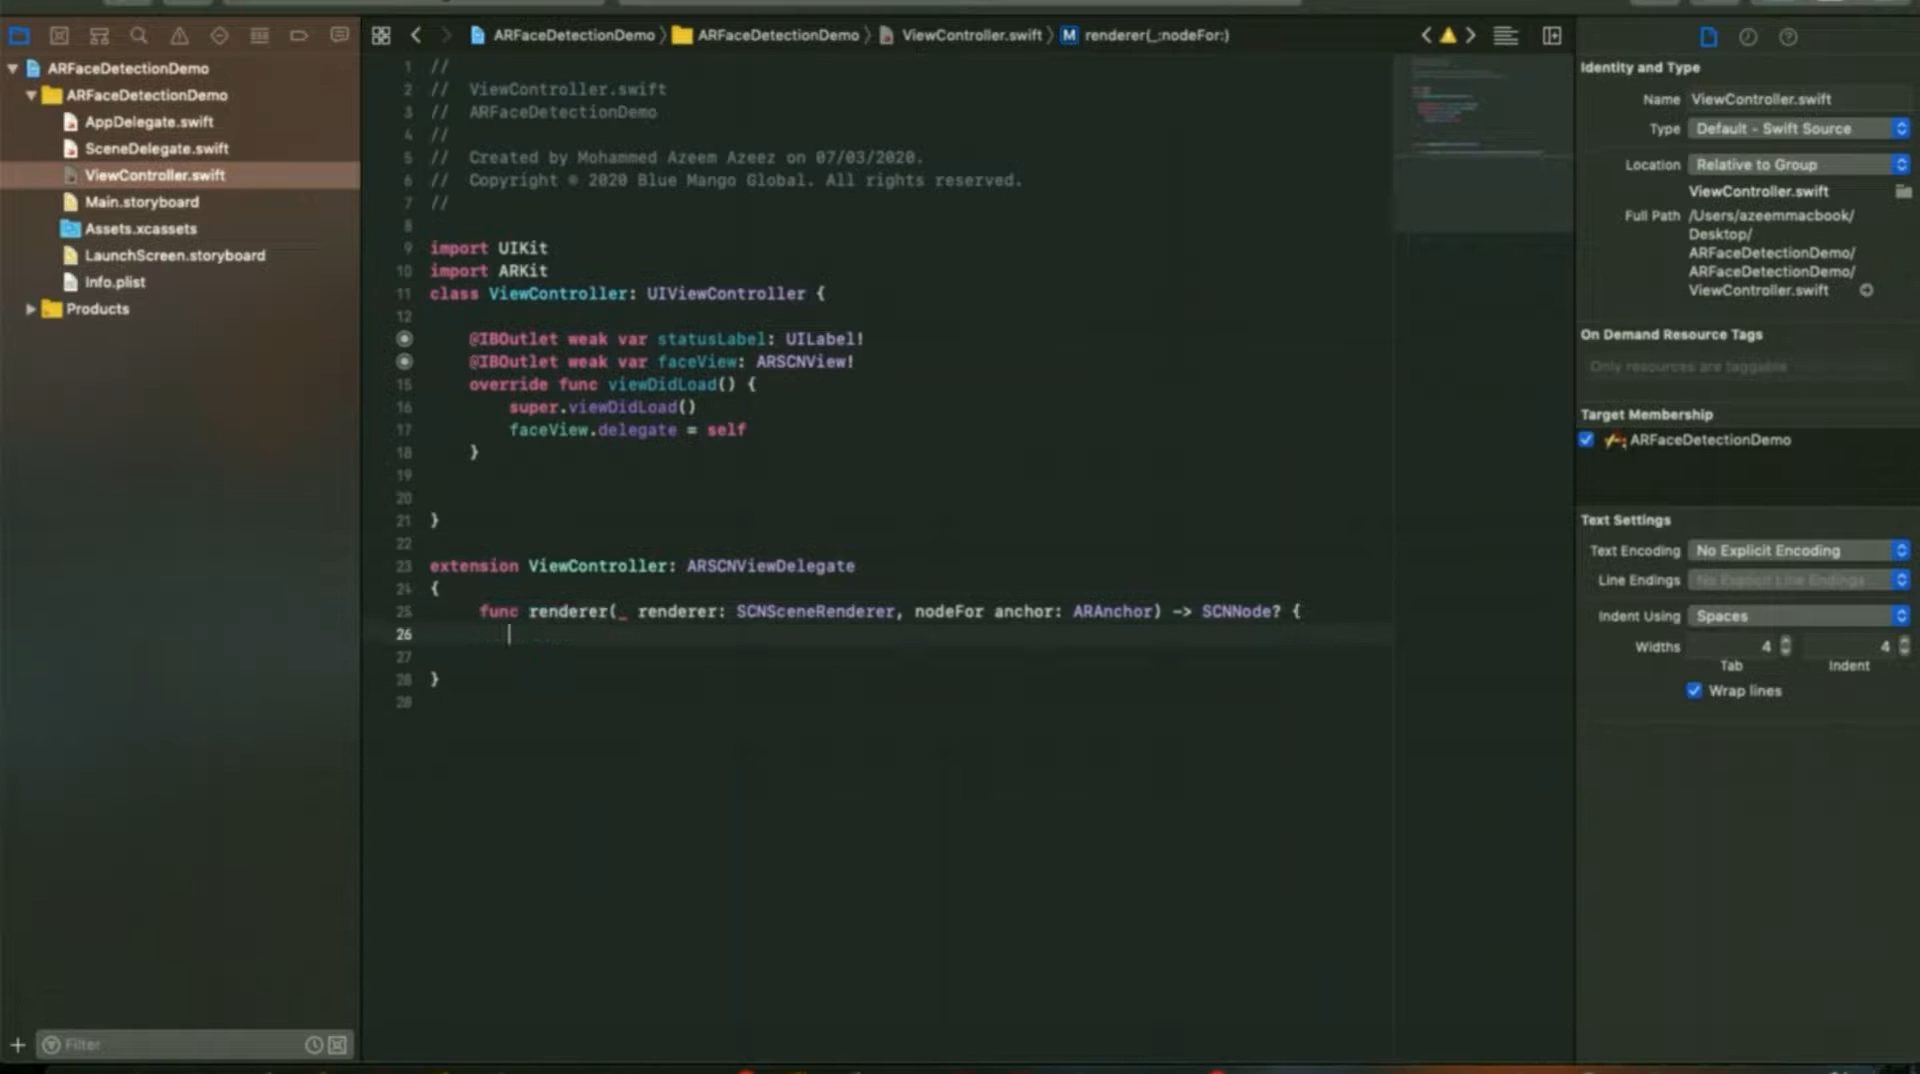 ARFaceDetectionDemo
ARFaceDetectionDemo
AppDelegate.swift
SceneDelegate.swift
ViewController.swift
Main.storyboard
Assets.xcassets
LaunchScreen.storyboard
Info.plist
Products
Filter
ARFaceDetectionDemo 〉 ARFaceDetectionDemo 〉 ViewController.swift 〉 M renderer(_:nodeFor:)
1 //
2 //  ViewController.swift
3 //  ARFaceDetectionDemo
4 //
5 //  Created by Mohammed Azeem Azeez on 07/03/2020.
6 //  Copyright © 2020 Blue Mango Global. All rights reserved.
7 //
8
9 import UIKit
10 import ARKit
11 class ViewController: UIViewController {
12
@IBOutlet weak var statusLabel: UILabel!
@IBOutlet weak var faceView: ARSCNView!
15 override func viewDidLoad() {
16 super.viewDidLoad()
17 faceView.delegate = self
18 }
19
20
21 }
22
23 extension ViewController: ARSCNViewDelegate
24 {
25 func renderer(_ renderer: SCNSceneRenderer, nodeFor anchor: ARAnchor) -> SCNNode? {
26
27
28 }
Identity and Type
Name ViewController.swift
Type Default - Swift Source
Location Relative to Group
ViewController.swift
Full Path /Users/azeemmacbook/
Desktop/
ARFaceDetectionDemo/
ARFaceDetectionDemo/
ViewController.swift
On Demand Resource Tags
Only resources are taggable
Target Membership
ARFaceDetectionDemo
Text Settings
Text Encoding No Explicit Encoding
Line Endings No Explicit Line Endings
Indent Using Spaces
Widths 4 4
Tab Indent
Wrap lines